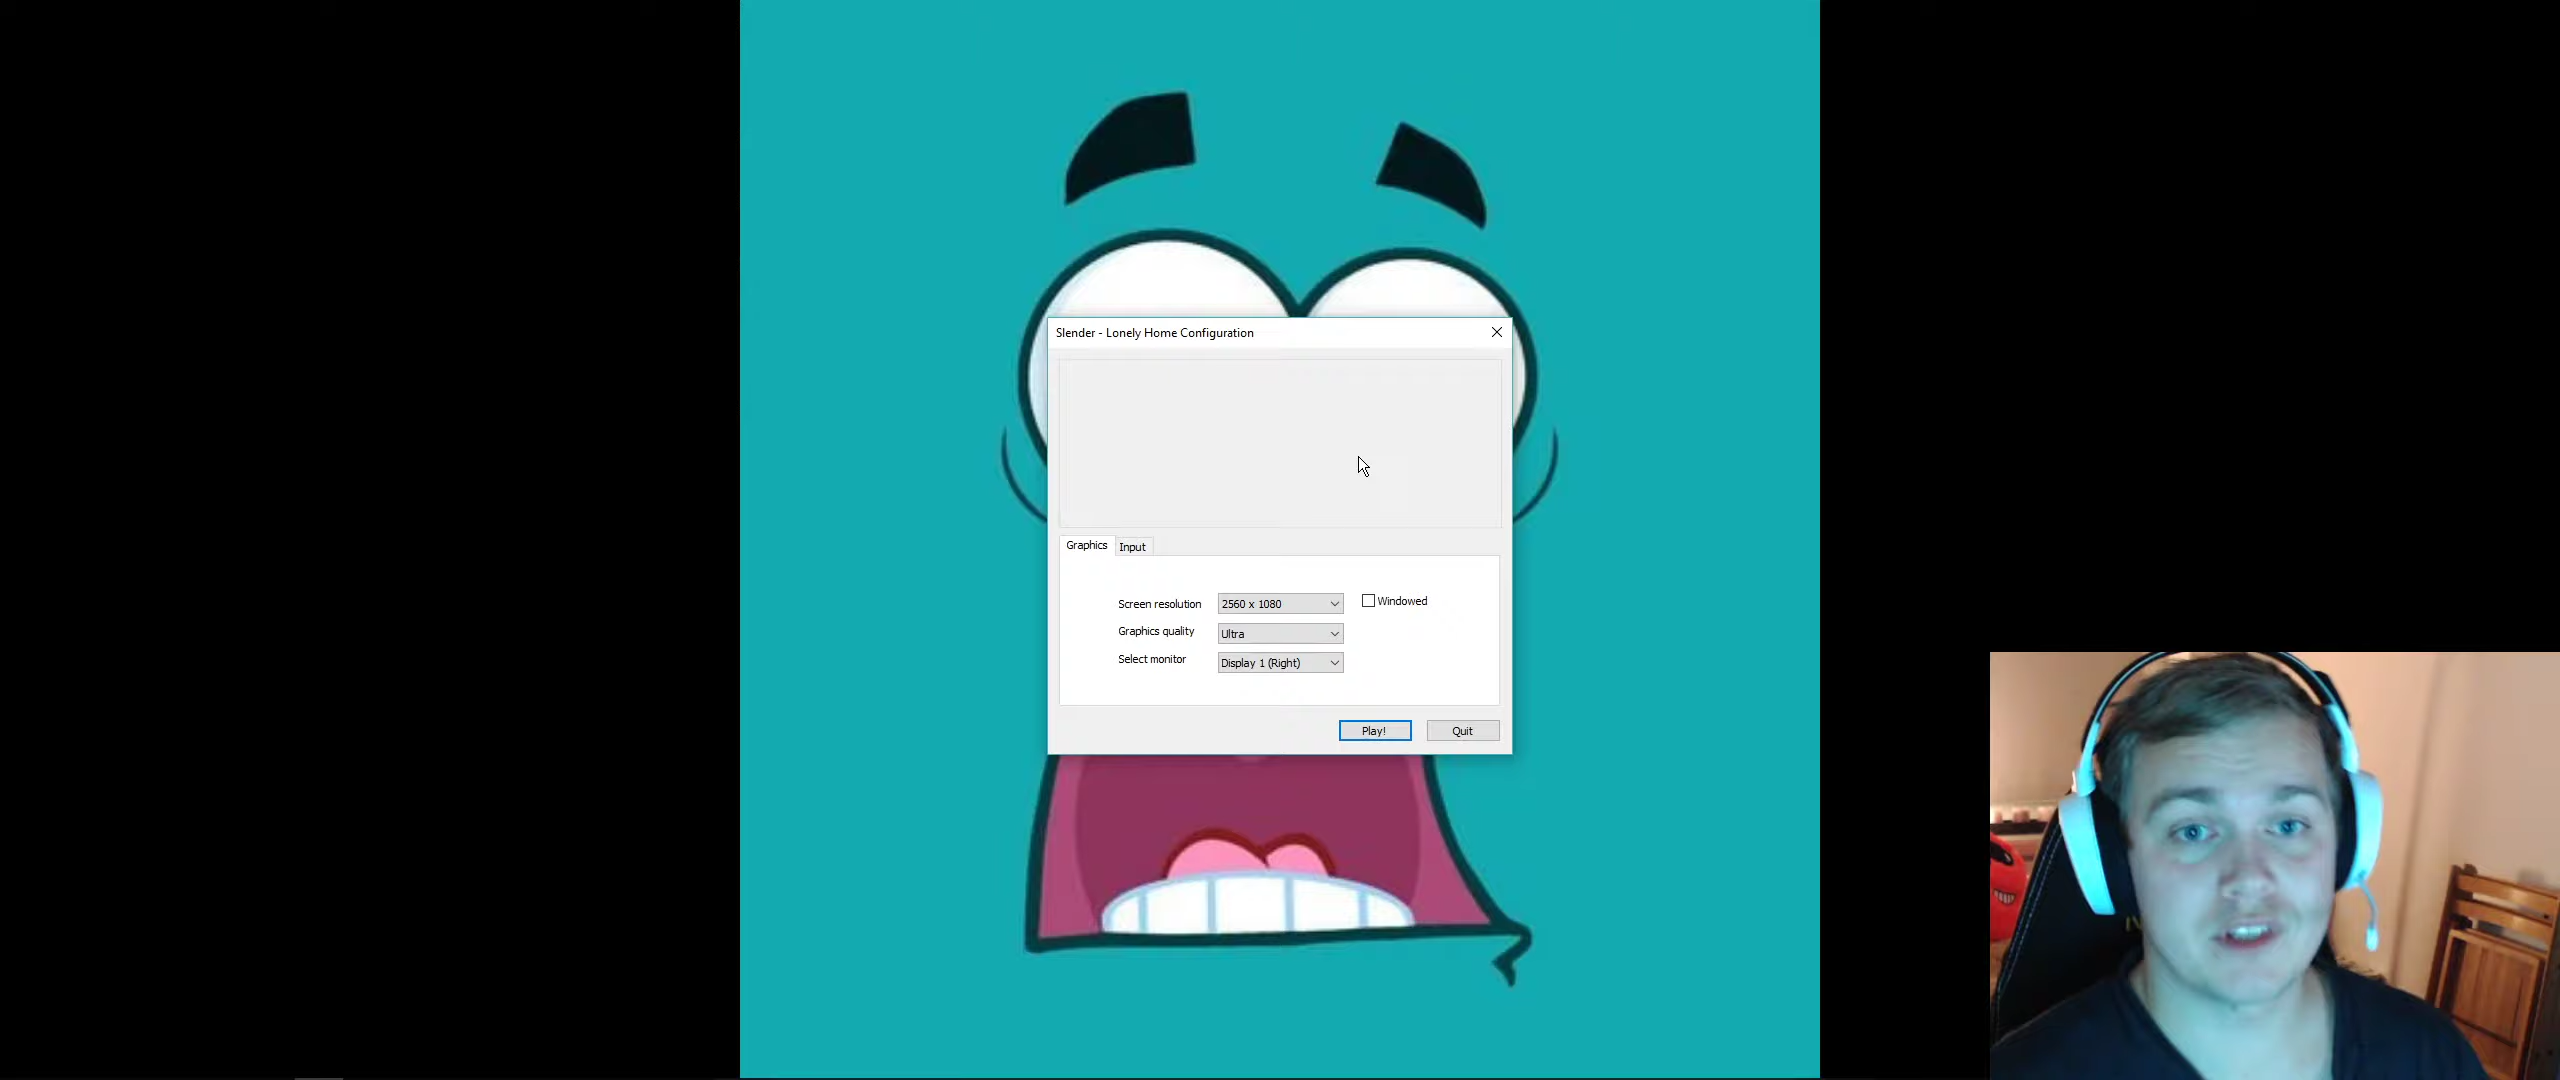 Slender - Lonely Home Configuration
Graphics
Input
Screen resolution
2560 x 1080
Windowed
Graphics quality
Ultra
Select monitor
Display 1 (Right)
Play!
Quit